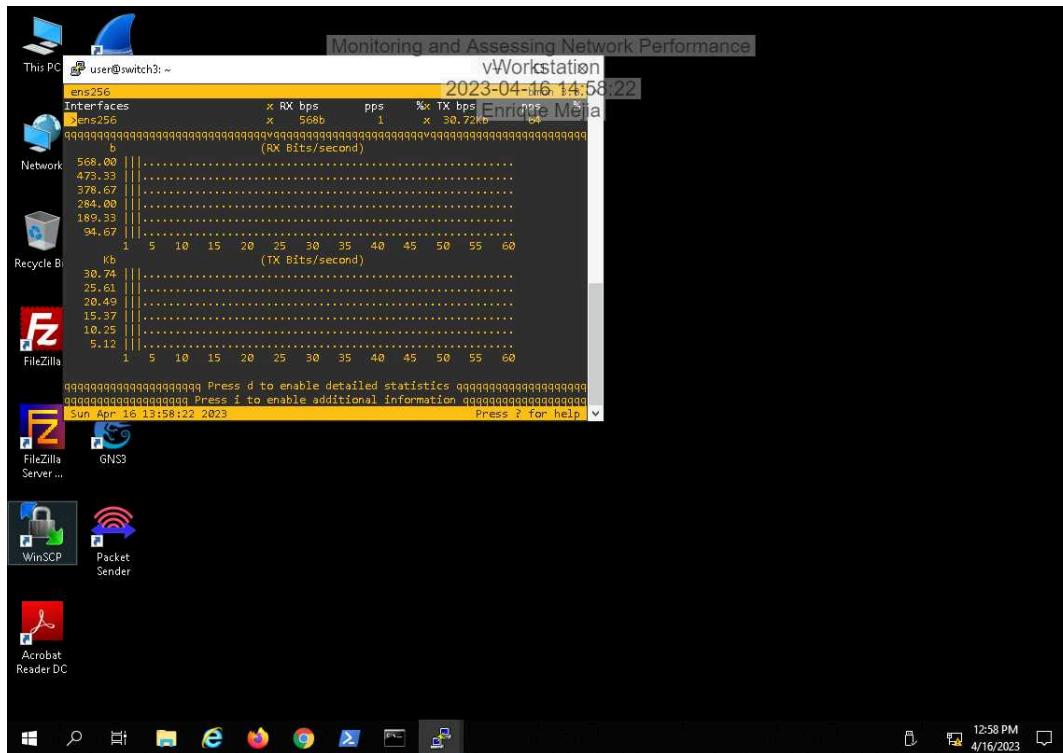 Monitoring and Assessing Network Performance
vWorkstation
2023-04-16 14:58:22
Enrique Mejia
This PC
Network
Recycle Bi
FileZilla
FileZilla
Server ...
GNS3
WinSCP
Packet
Sender
Acrobat
Reader DC
user@switch3: ~
ens256
Interfaces x RX bps pps %x TX bps pps %
>ens256 x 568b 1 x 30.72Kb 64
qqqqqqqqqqqqqqqqqqqqqqqqqqqqqqqvqqqqqqqqqqqqqqqqqqqqqqqvqqqqqqqqqqqqqqqqqqqqqqqq
b (RX Bits/second)
568.00 |||.........................................................
473.33 |||.........................................................
378.67 |||.........................................................
284.00 |||.........................................................
189.33 |||.........................................................
94.67 |||.........................................................
1 5 10 15 20 25 30 35 40 45 50 55 60
Kb (TX Bits/second)
30.74 |||.........................................................
25.61 |||.........................................................
20.49 |||.........................................................
15.37 |||.........................................................
10.25 |||.........................................................
5.12 |||.........................................................
1 5 10 15 20 25 30 35 40 45 50 55 60
qqqqqqqqqqqqqqqqqqqqq Press d to enable detailed statistics qqqqqqqqqqqqqqqqqqqq
qqqqqqqqqqqqqqqqqqq Press i to enable additional information qqqqqqqqqqqqqqqqqqq
Sun Apr 16 13:58:22 2023 Press ? for help
12:58 PM
4/16/2023